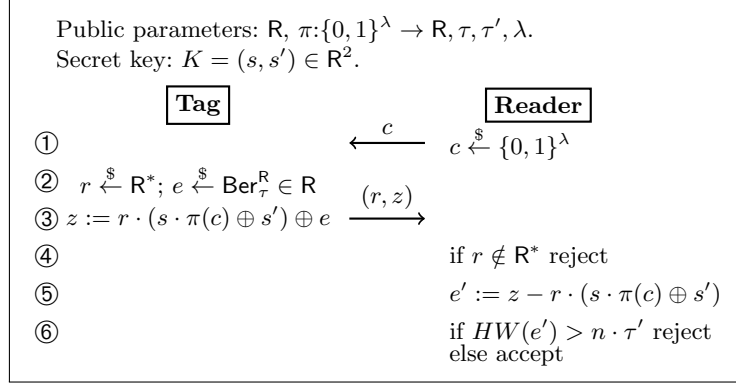 Public parameters: R, π:{0, 1}^λ → R, τ, τ′, λ.
Secret key: K = (s, s′) ∈ R².
Tag Reader
① c c ←$ {0, 1}^λ
② r ←$ R*; e ←$ Ber_τ^R ∈ R
③ z := r · (s · π(c) ⊕ s′) ⊕ e (r, z)
④ if r ∉ R* reject
⑤ e′ := z − r · (s · π(c) ⊕ s′)
⑥ if HW(e′) > n · τ′ reject
else accept